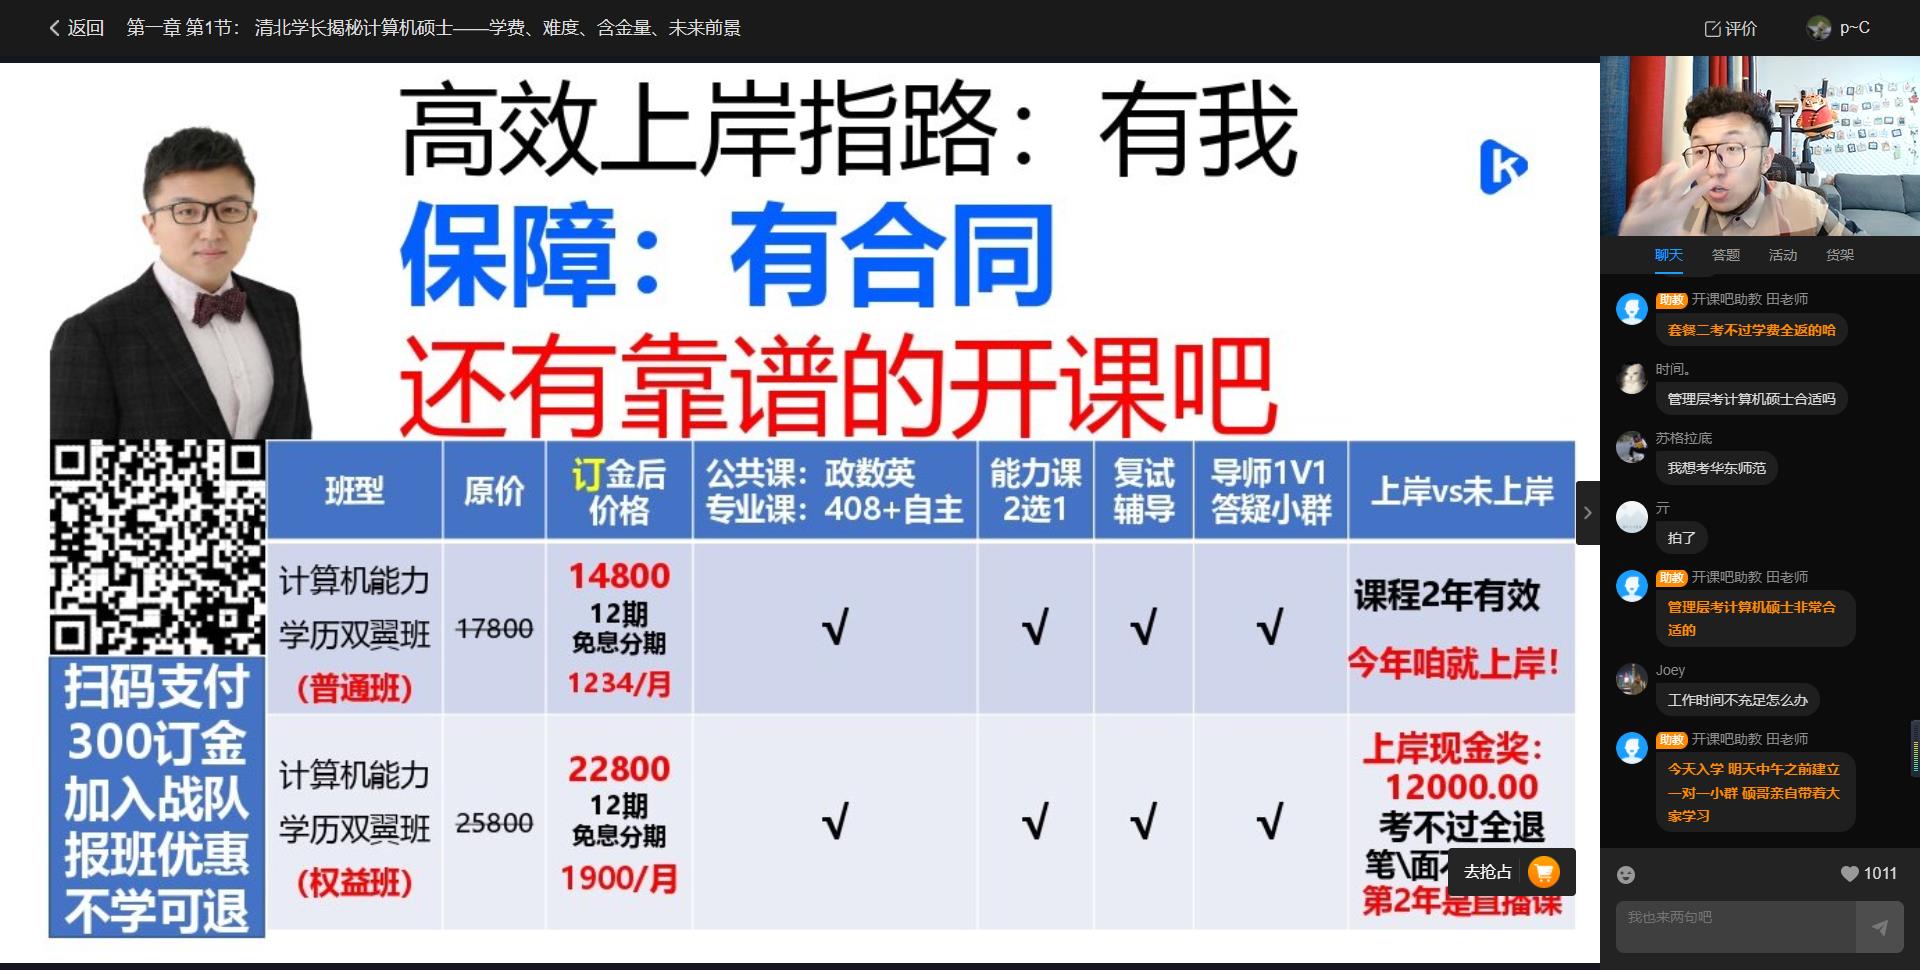 返回 第一章 第1节： 清北学长揭秘计算机硕士——学费、难度、含金量、未来前景
评价
p~C
高效上岸指路：有我
保障：有合同
还有靠谱的开课吧
班型
原价
订金后
价格
公共课：政数英
专业课：408+自主
能力课
2选1
复试
辅导
导师1V1
答疑小群
上岸vs未上岸
计算机能力
学历双翼班
(普通班)
17800
14800
12期
免息分期
1234/月
√
√
√
√
课程2年有效
今年咱就上岸!
计算机能力
学历双翼班
(权益班)
25800
22800
12期
免息分期
1900/月
√
√
√
√
上岸现金奖：
12000.00
考不过全退
笔\面
第2年是直播课
去抢占
扫码支付
300订金
加入战队
报班优惠
不学可退
聊天 答题 活动 货架
助教 开课吧助教 田老师
套餐二考不过学费全返的哈
时间。
管理层考计算机硕士合适吗
苏格拉底
我想考华东师范
亓
拍了
助教 开课吧助教 田老师
管理层考计算机硕士非常合
适的
Joey
工作时间不充足怎么办
助教 开课吧助教 田老师
今天入学 明天中午之前建立
一对一小群 硕哥亲自带着大
家学习
1011
我也来两句吧